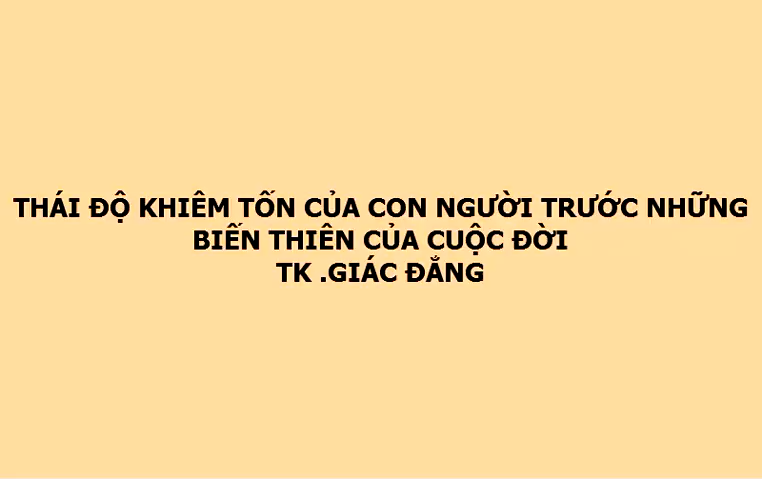 THÁI ĐỘ KHIÊM TỐN CỦA CON NGƯỜI TRƯỚC NHỮNG
BIẾN THIÊN CỦA CUỘC ĐỜI
TK .GIÁC ĐẲNG